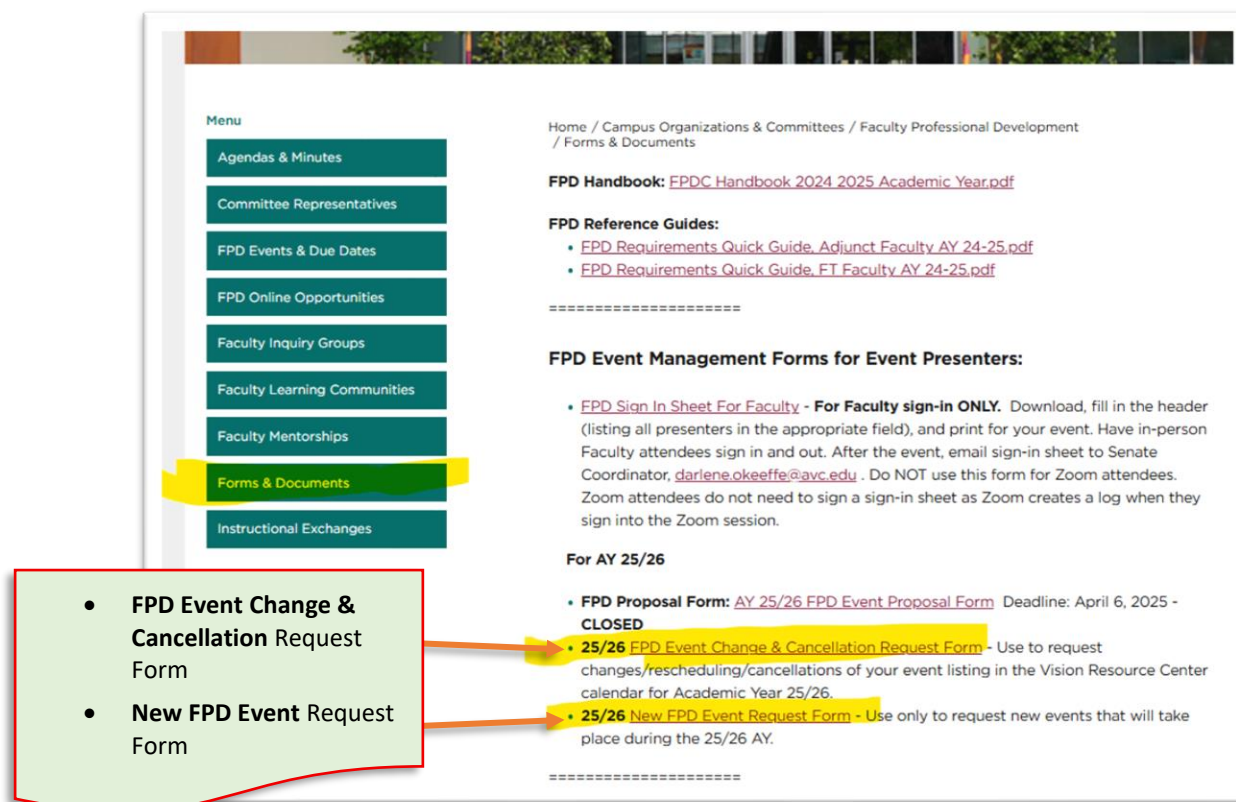 Menu
Agendas & Minutes
Committee Representatives
FPD Events & Due Dates
FPD Online Opportunities
Faculty Inquiry Groups
Faculty Learning Communities
Faculty Mentorships
Forms & Documents
Instructional Exchanges
Home / Campus Organizations & Committees / Faculty Professional Development
/ Forms & Documents
FPD Handbook: FPDC Handbook 2024 2025 Academic Year.pdf
FPD Reference Guides:
• FPD Requirements Quick Guide, Adjunct Faculty AY 24-25.pdf
• FPD Requirements Quick Guide, FT Faculty AY 24-25.pdf
=====================
FPD Event Management Forms for Event Presenters:
• FPD Sign In Sheet For Faculty - For Faculty sign-in ONLY. Download, fill in the header
(listing all presenters in the appropriate field), and print for your event. Have in-person
Faculty attendees sign in and out. After the event, email sign-in sheet to Senate
Coordinator, darlene.okeeffe@avc.edu . Do NOT use this form for Zoom attendees.
Zoom attendees do not need to sign a sign-in sheet as Zoom creates a log when they
sign into the Zoom session.
For AY 25/26
• FPD Proposal Form: AY 25/26 FPD Event Proposal Form Deadline: April 6, 2025 -
CLOSED
• 25/26 FPD Event Change & Cancellation Request Form - Use to request
changes/rescheduling/cancellations of your event listing in the Vision Resource Center
calendar for Academic Year 25/26.
• 25/26 New FPD Event Request Form - Use only to request new events that will take
place during the 25/26 AY.
=====================
• FPD Event Change &
Cancellation Request
Form
• New FPD Event Request
Form